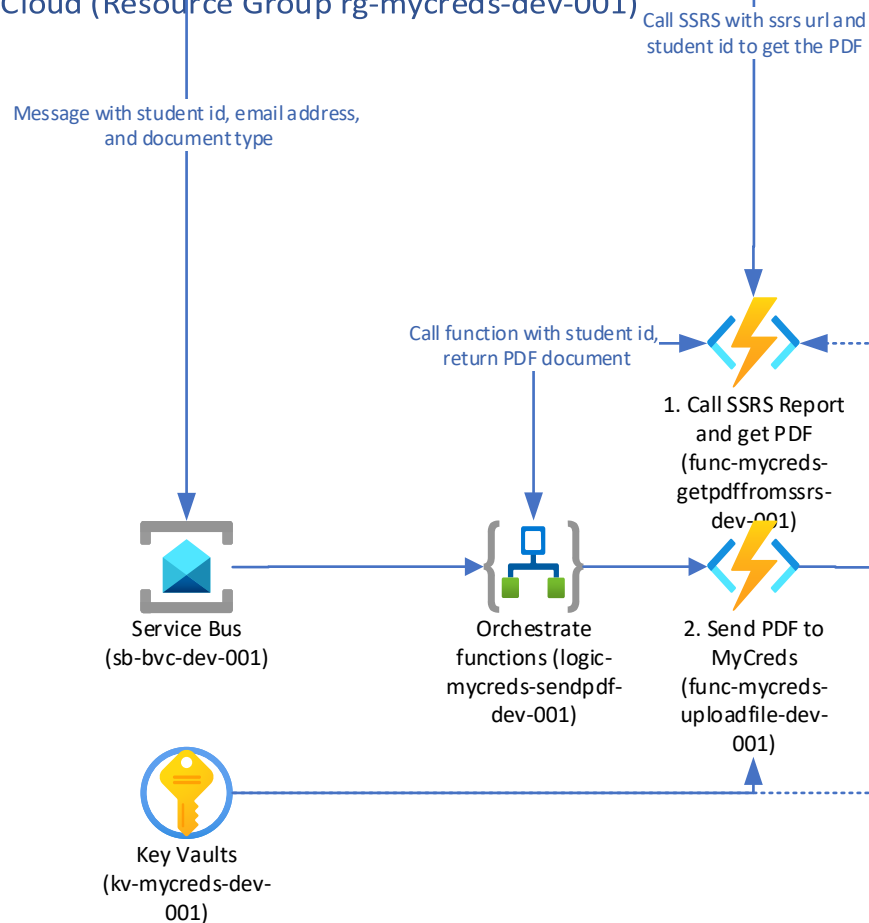 Cloud (Resource Group rg-mycreds-dev-001)
Call SSRS with ssrs url and
student id to get the PDF
Message with student id, email address,
and document type
Call function with student id,
return PDF document
1. Call SSRS Report
and get PDF
(func-mycreds-
getpdffromssrs-
dev-001)
Service Bus
(sb-bvc-dev-001)
Orchestrate
functions (logic-
mycreds-sendpdf-
dev-001)
2. Send PDF to
MyCreds
(func-mycreds-
uploadfile-dev-
001)
Key Vaults
(kv-mycreds-dev-
001)